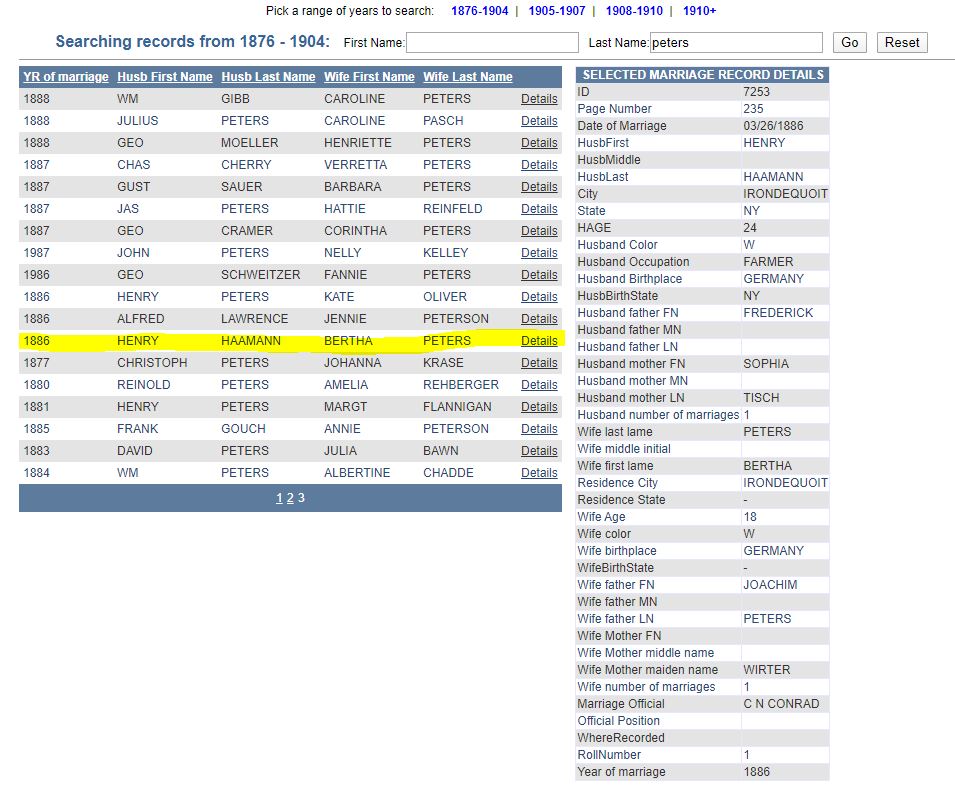 Pick a range of years to search: 1876-1904 | 1905-1907 | 1908-1910 | 1910+
Searching records from 1876 - 1904: First Name: Last Name: peters Go Reset
YR of marriage Husb First Name Husb Last Name Wife First Name Wife Last Name
1888 WM GIBB CAROLINE PETERS Details
1888 JULIUS PETERS CAROLINE PASCH Details
1888 GEO MOELLER HENRIETTE PETERS Details
1887 CHAS CHERRY VERRETTA PETERS Details
1887 GUST SAUER BARBARA PETERS Details
1887 JAS PETERS HATTIE REINFELD Details
1887 GEO CRAMER CORINTHA PETERS Details
1987 JOHN PETERS NELLY KELLEY Details
1986 GEO SCHWEITZER FANNIE PETERS Details
1886 HENRY PETERS KATE OLIVER Details
1886 ALFRED LAWRENCE JENNIE PETERSON Details
1886 HENRY HAAMANN BERTHA PETERS Details
1877 CHRISTOPH PETERS JOHANNA KRASE Details
1880 REINOLD PETERS AMELIA REHBERGER Details
1881 HENRY PETERS MARGT FLANNIGAN Details
1885 FRANK GOUCH ANNIE PETERSON Details
1883 DAVID PETERS JULIA BAWN Details
1884 WM PETERS ALBERTINE CHADDE Details
1 2 3
SELECTED MARRIAGE RECORD DETAILS
ID 7253
Page Number 235
Date of Marriage 03/26/1886
HusbFirst HENRY
HusbMiddle
HusbLast HAAMANN
City IRONDEQUOIT
State NY
HAGE 24
Husband Color W
Husband Occupation FARMER
Husband Birthplace GERMANY
HusbBirthState NY
Husband father FN FREDERICK
Husband father MN
Husband father LN
Husband mother FN SOPHIA
Husband mother MN
Husband mother LN TISCH
Husband number of marriages 1
Wife last lame PETERS
Wife middle initial
Wife first lame BERTHA
Residence City IRONDEQUOIT
Residence State -
Wife Age 18
Wife color W
Wife birthplace GERMANY
WifeBirthState -
Wife father FN JOACHIM
Wife father MN
Wife father LN PETERS
Wife Mother FN
Wife Mother middle name
Wife Mother maiden name WIRTER
Wife number of marriages 1
Marriage Official C N CONRAD
Official Position
WhereRecorded
RollNumber 1
Year of marriage 1886